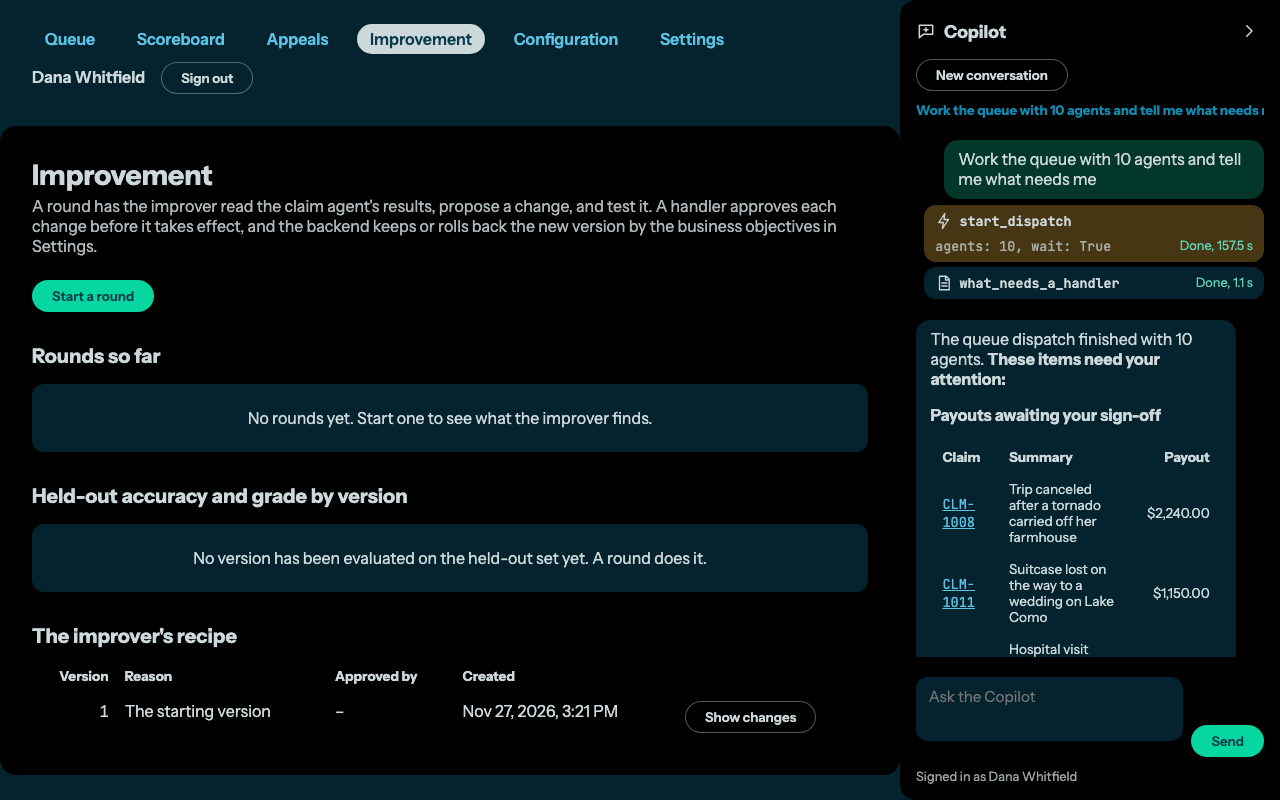 Queue Scoreboard Appeals Improvement Configuration Settings
Dana Whitfield Sign out
Improvement
A round has the improver read the claim agent's results, propose a change, and test it. A handler approves each
change before it takes effect, and the backend keeps or rolls back the new version by the business objectives in
Settings.
Start a round
Rounds so far
No rounds yet. Start one to see what the improver finds.
Held-out accuracy and grade by version
No version has been evaluated on the held-out set yet. A round does it.
The improver's recipe
Version Reason Approved by Created
1 The starting version – Nov 27, 2026, 3:21 PM Show changes
Copilot
New conversation
Work the queue with 10 agents and tell me what needs
Work the queue with 10 agents and tell
me what needs me
start_dispatch
agents: 10, wait: True Done, 157.5 s
what_needs_a_handler Done, 1.1 s
The queue dispatch finished with 10
agents. These items need your
attention:
Payouts awaiting your sign-off
Claim Summary Payout
CLM-1008 Trip canceled
after a tornado
carried off her
farmhouse
$2,240.00
CLM-1011 Suitcase lost on
the way to a
wedding on Lake
Como
$1,150.00
Hospital visit
Ask the Copilot
Send
Signed in as Dana Whitfield